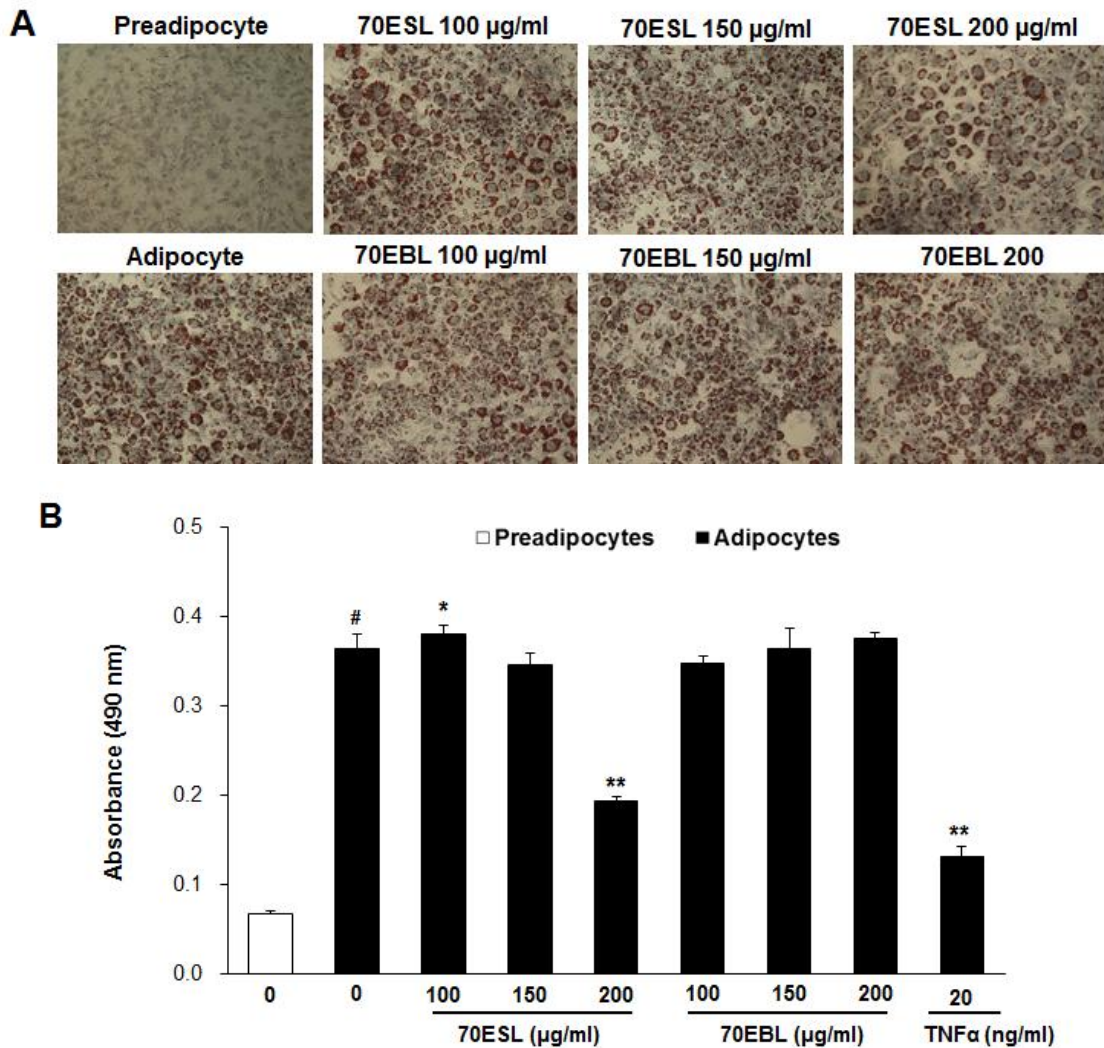 A
Preadipocyte 70ESL 100 µg/ml 70ESL 150 µg/ml 70ESL 200 µg/ml
Adipocyte 70EBL 100 µg/ml 70EBL 150 µg/ml 70EBL 200
B
Absorbance (490 nm)
Preadipocytes Adipocytes
0.5
0.4
0.3
0.2
0.1
0.0
# * ** **
0 0 100 150 200 100 150 200 20
70ESL (µg/ml) 70EBL (µg/ml) TNFα (ng/ml)